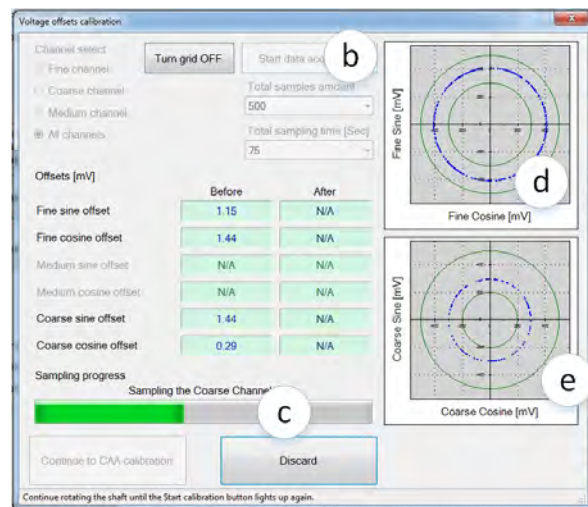 Voltage offsets calibration
Channel select
Fine channel
Coarse channel
Medium channel
All channels
Turn grid OFF
Start data acq
b
Total samples amount
500
Total sampling time [Sec]
75
Offsets [mV]
Before After
Fine sine offset 1.15 N/A
Fine cosine offset 1.44 N/A
Medium sine offset N/A N/A
Medium cosine offset N/A N/A
Coarse sine offset 1.44 N/A
Coarse cosine offset 0.29 N/A
Sampling progress
Sampling the Coarse Channel
c
Continue to CAA calibration
Discard
Continue rotating the shaft until the Start calibration button lights up again.
Fine Sine [mV]
d
Fine Cosine [mV]
Coarse Sine [mV]
e
Coarse Cosine [mV]